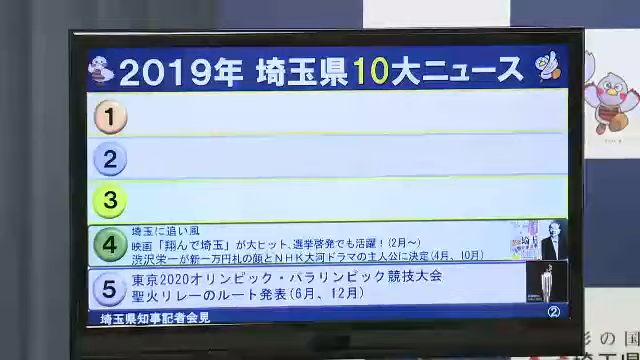 2019年 埼玉県10大ニュース
1
2
3
4
埼玉に追い風
映画「翔んで埼玉」が大ヒット、選挙啓発でも活躍！(2月～)
渋沢栄一が新一万円札の顔とNHK大河ドラマの主人公に決定(4月、10月)
5
東京2020オリンピック・パラリンピック競技大会
聖火リレーのルート発表(6月、12月)
埼玉県知事記者会見
②
彩の国
埼玉県